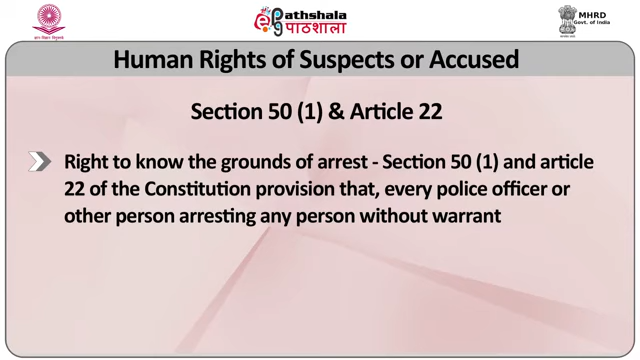 ePathshala
पाठशाला
MHRD
Govt. of India
Human Rights of Suspects or Accused
Section 50 (1) & Article 22
Right to know the grounds of arrest - Section 50 (1) and article
22 of the Constitution provision that, every police officer or
other person arresting any person without warrant